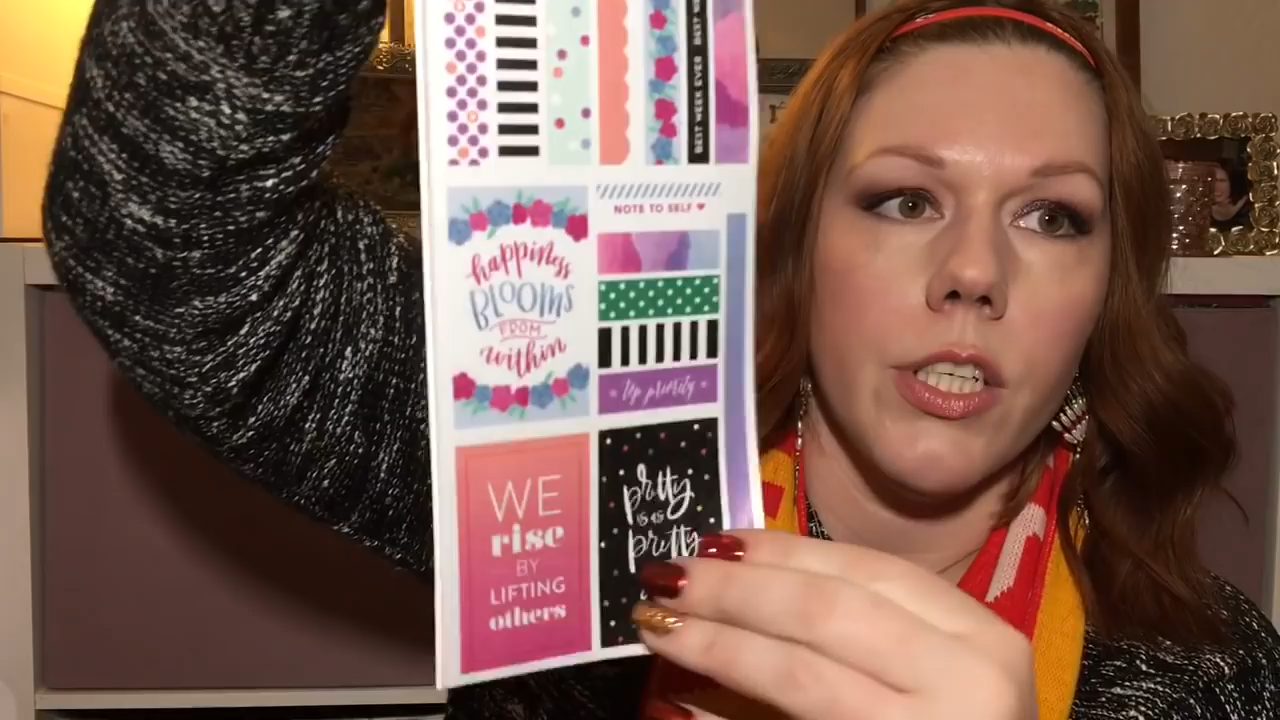 BEST WEEK EVER
BEST
NOTE TO SELF
happiness
BLOOMS
FROM
within
top priority
WE
rise
BY
LIFTING
others
pretty
is as
pretty